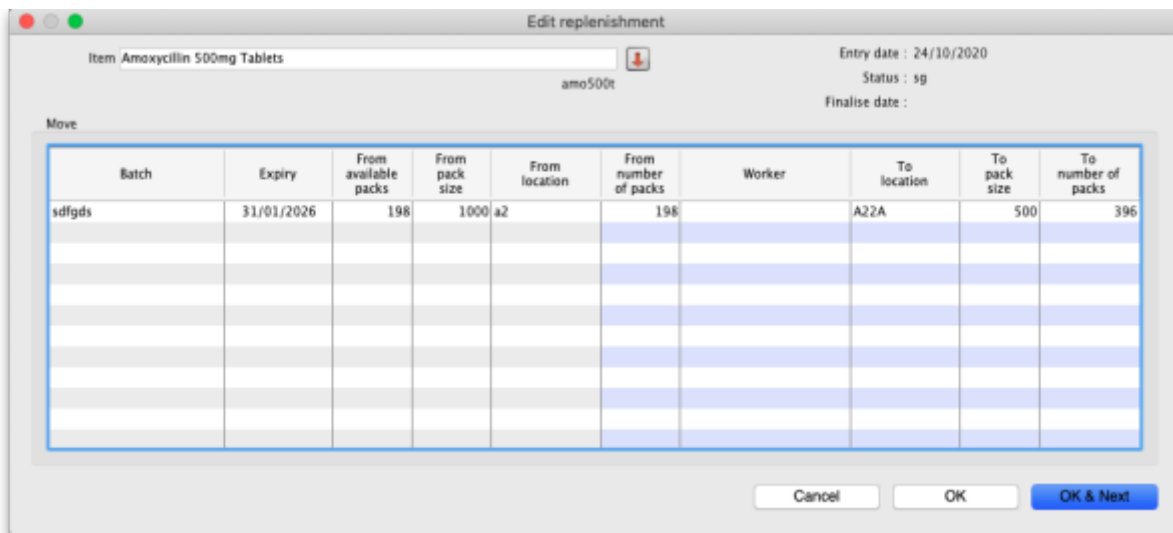 Edit replenishment
Item Amoxycillin 500mg Tablets
amo500t
Entry date : 24/10/2020
Status : sg
Finalise date :
Move
Batch Expiry From available packs From pack size From location From number of packs Worker To location To pack size To number of packs
sdfgds 31/01/2026 198 1000 a2 198 A22A 500 396
Cancel OK OK & Next